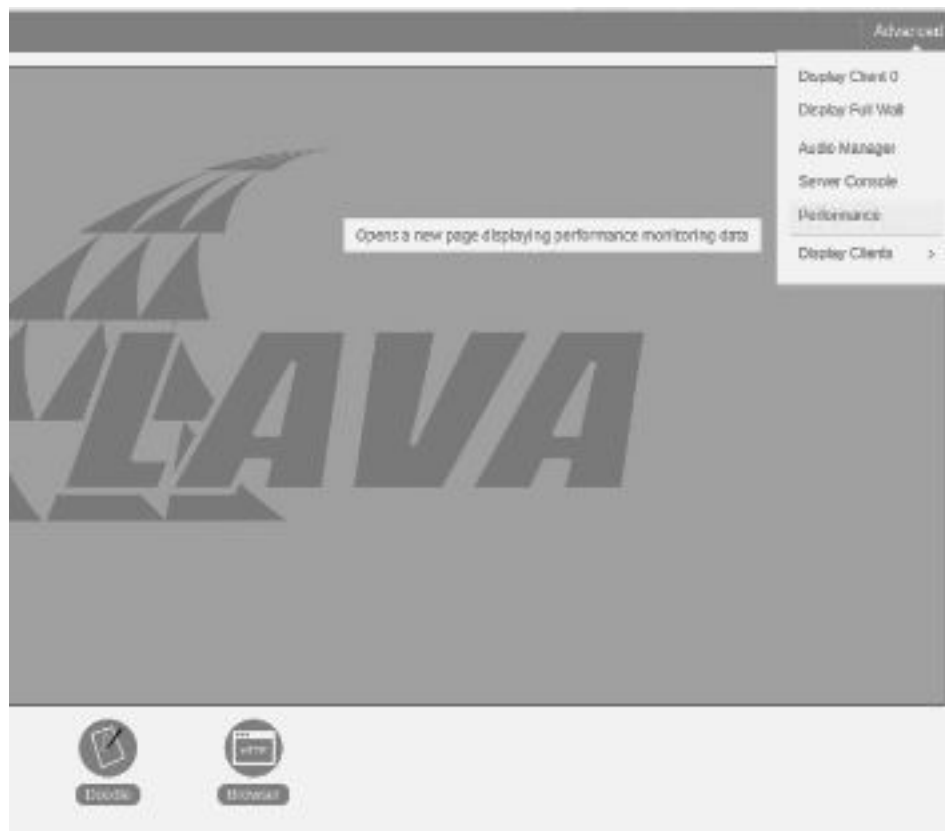 Advanced
Display Client 0
Display Full Wall
Audio Manager
Server Console
Performance
Opens a new page displaying performance monitoring data
Display Clients >
LAVA
HTTP
Doodle
Browser